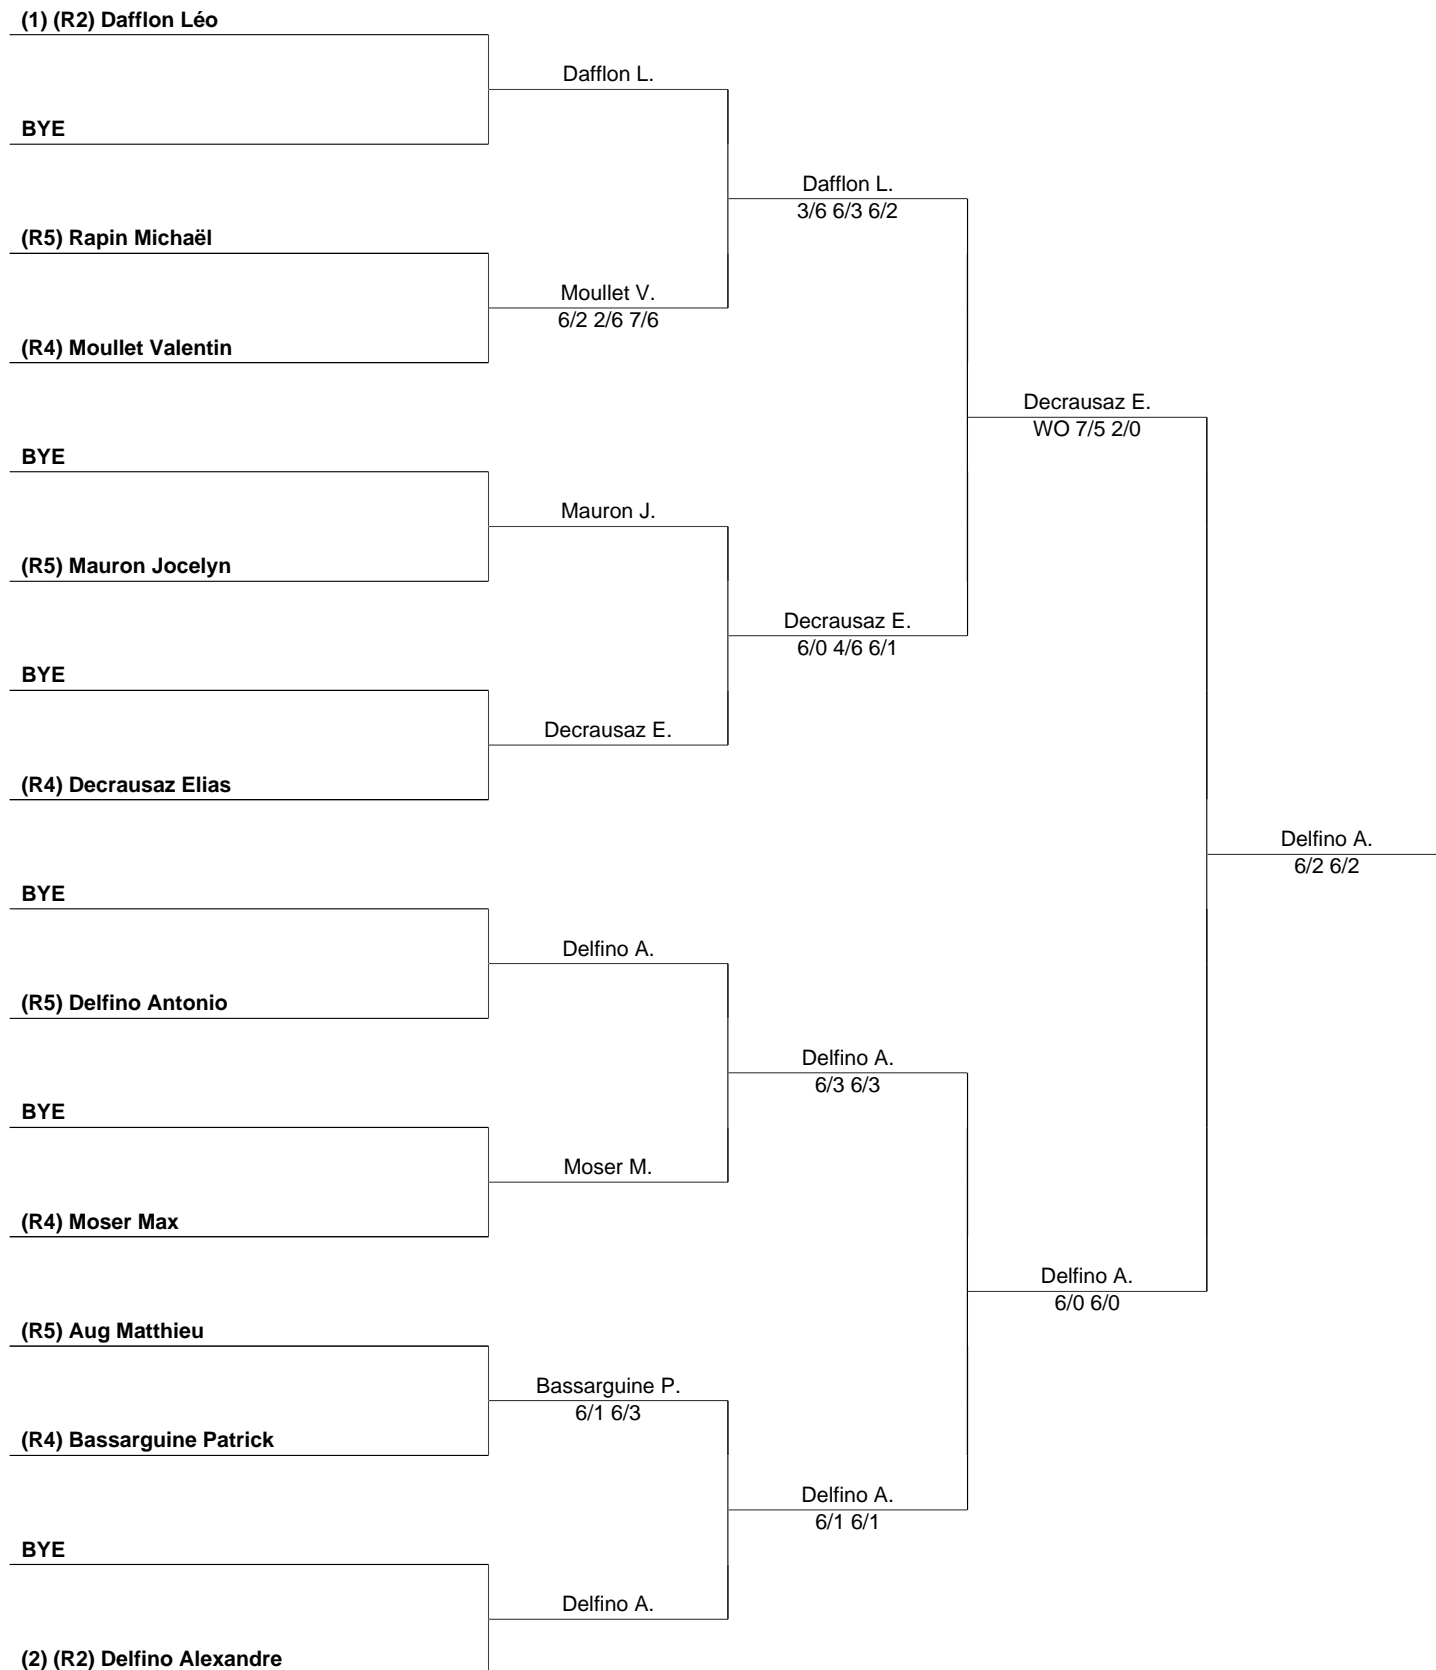 (1) (R2) Dafflon Léo
Dafflon L.
BYE
Dafflon L.
3/6 6/3 6/2
(R5) Rapin Michaël
Moullet V.
6/2 2/6 7/6
(R4) Moullet Valentin
Decrausaz E.
WO 7/5 2/0
BYE
Mauron J.
(R5) Mauron Jocelyn
Decrausaz E.
6/0 4/6 6/1
BYE
Decrausaz E.
(R4) Decrausaz Elias
Delfino A.
6/2 6/2
BYE
Delfino A.
(R5) Delfino Antonio
Delfino A.
6/3 6/3
BYE
Moser M.
(R4) Moser Max
Delfino A.
6/0 6/0
(R5) Aug Matthieu
Bassarguine P.
6/1 6/3
(R4) Bassarguine Patrick
Delfino A.
6/1 6/1
BYE
Delfino A.
(2) (R2) Delfino Alexandre